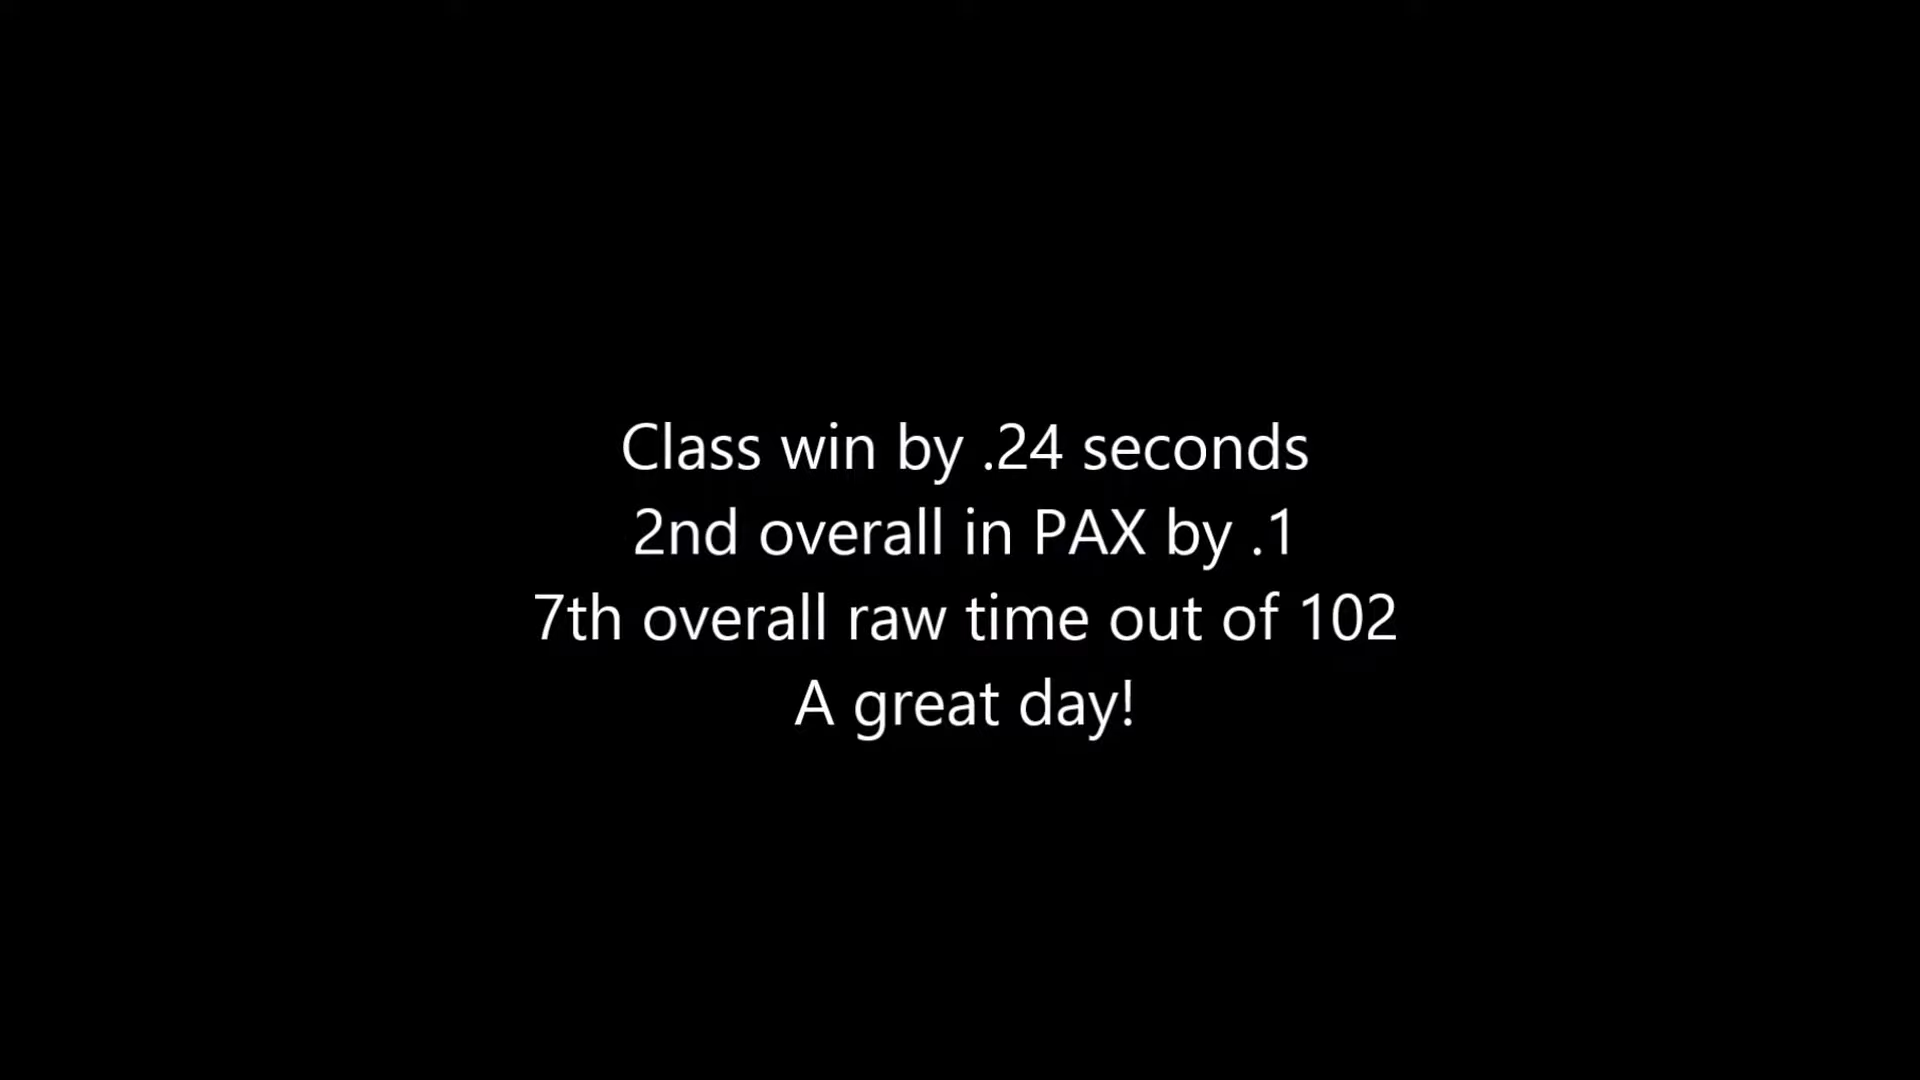 Class win by .24 seconds
2nd overall in PAX by .1
7th overall raw time out of 102
A great day!